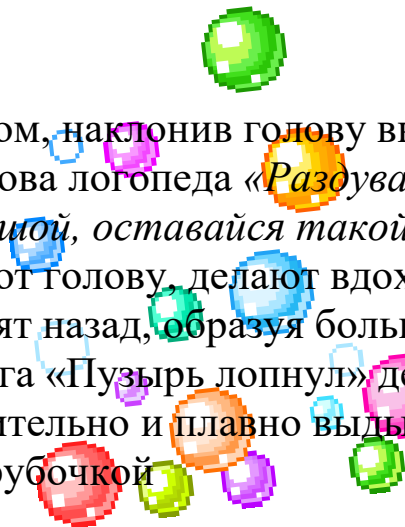 ом, наклонив голову вн
ова логопеда «Раздува
шой, оставайся такой
от голову, делают вдох
ят назад, образуя боль
га «Пузырь лопнул» де
ительно и плавно выды
рубочкой